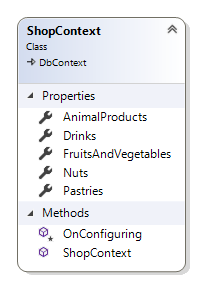 ShopContext
Class
DbContext
Properties
AnimalProducts
Drinks
FruitsAndVegetables
Nuts
Pastries
Methods
OnConfiguring
ShopContext